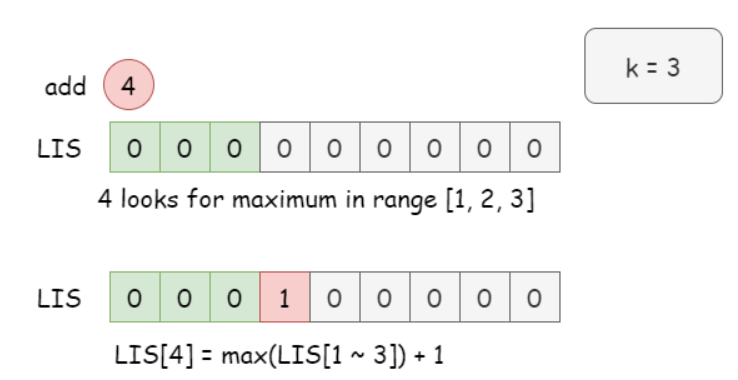 k = 3
add 4
LIS 0 0 0 0 0 0 0 0 0
4 looks for maximum in range [1, 2, 3]
LIS 0 0 0 1 0 0 0 0 0
LIS[4] = max(LIS[1 ~ 3]) + 1